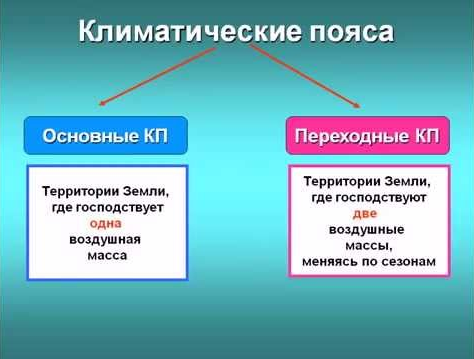 Климатические пояса
Основные КП
Территории Земли,
где господствует
одна
воздушная
масса
Переходные КП
Территории Земли,
где господствуют
две
воздушные
массы,
меняясь по сезонам